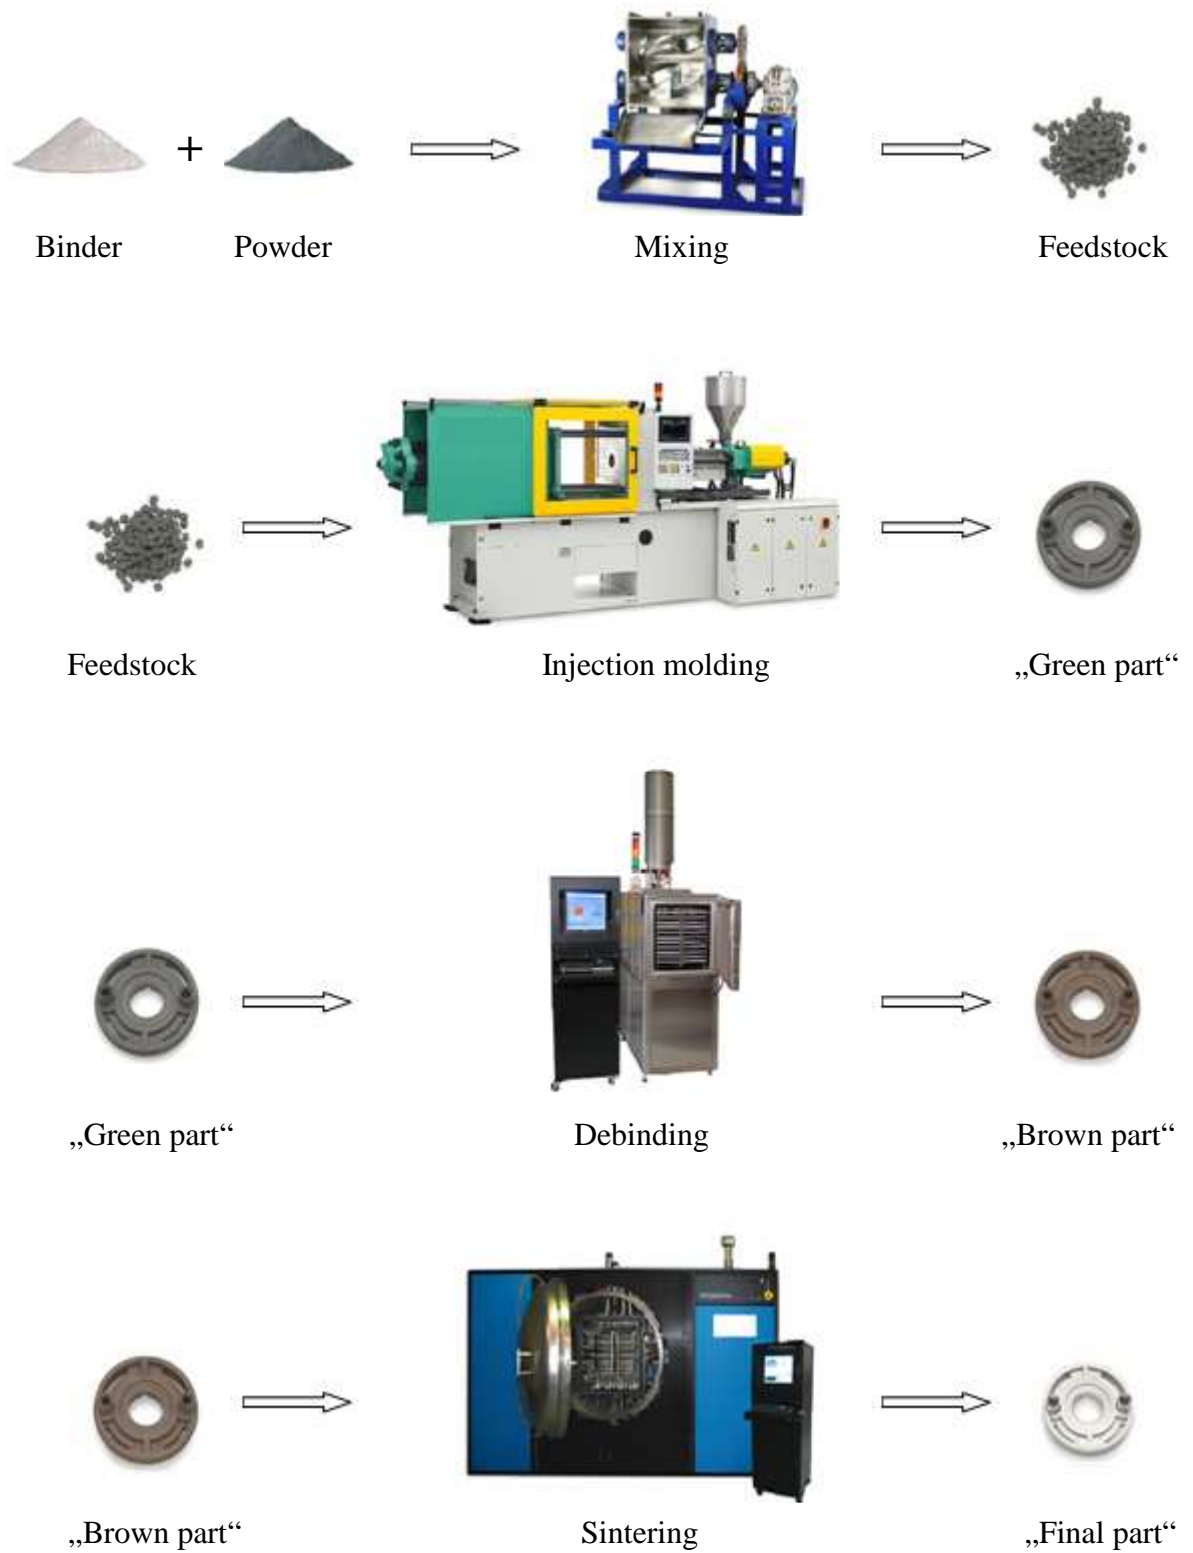 +
Binder Powder Mixing Feedstock
Feedstock Injection molding „Green part“
„Green part“ Debinding „Brown part“
„Brown part“ Sintering „Final part“